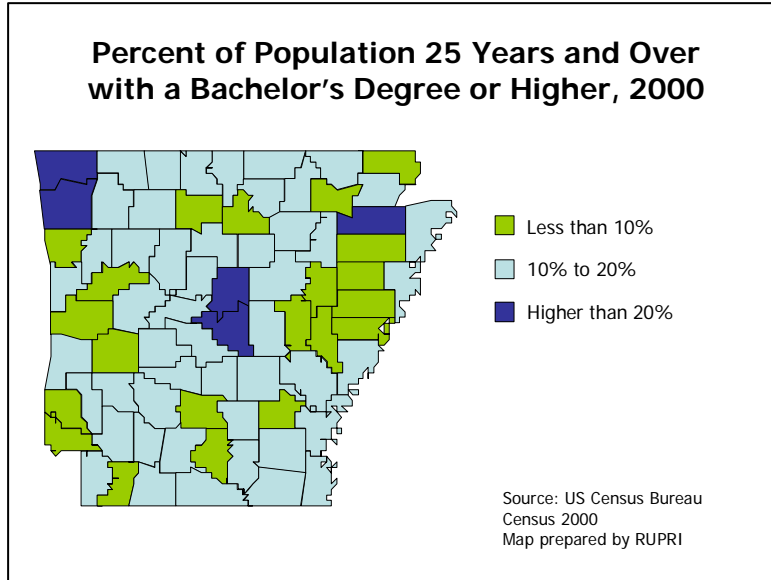 Percent of Population 25 Years and Over
with a Bachelor's Degree or Higher, 2000
Less than 10%
10% to 20%
Higher than 20%
Source: US Census Bureau
Census 2000
Map prepared by RUPRI